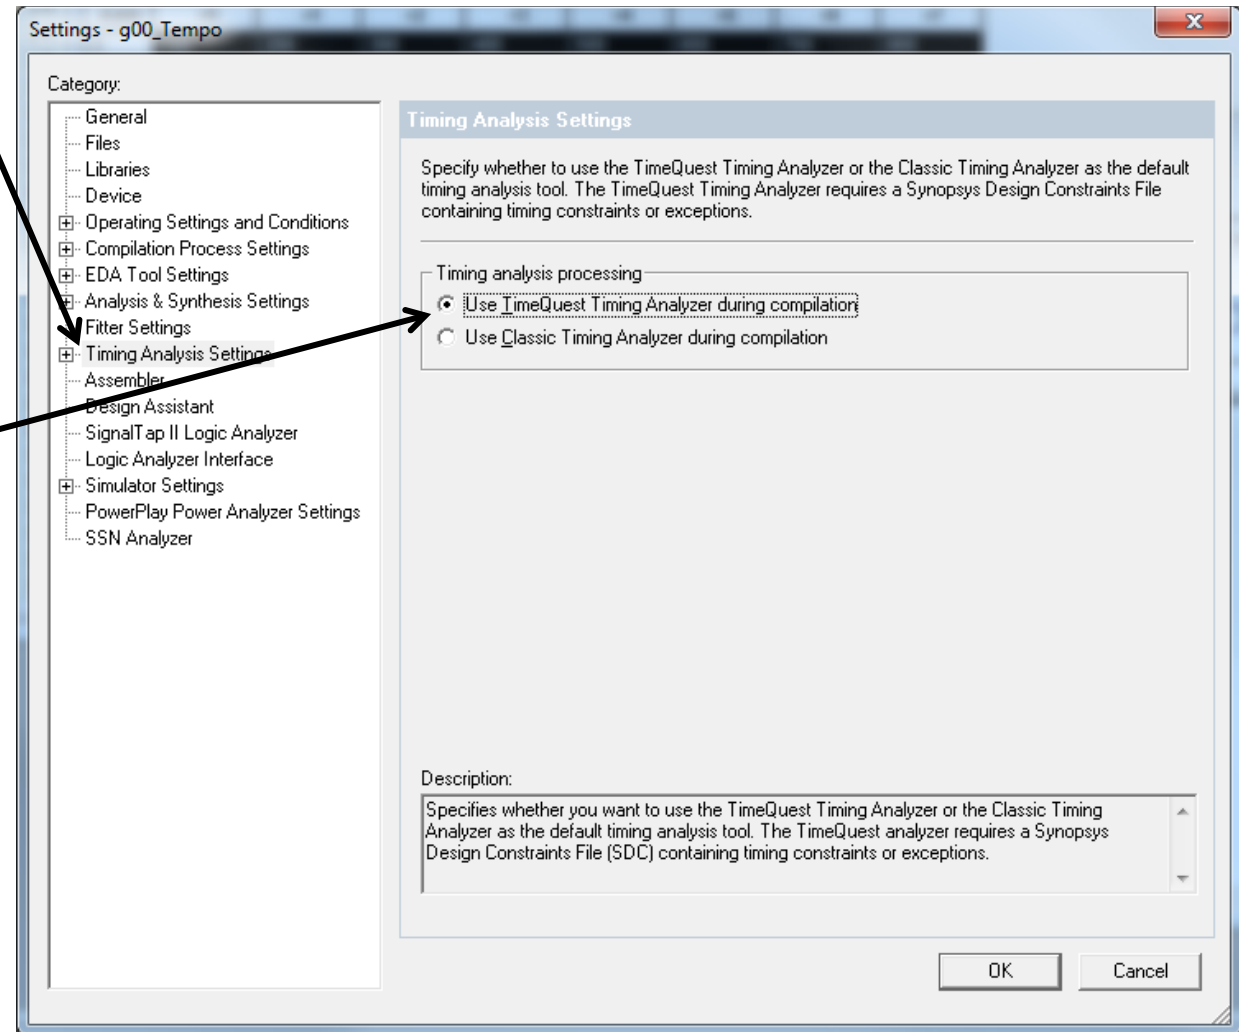 Settings - g00_Tempo
Category:
General
Files
Libraries
Device
Operating Settings and Conditions
Compilation Process Settings
EDA Tool Settings
Analysis & Synthesis Settings
Fitter Settings
Timing Analysis Settings
Assembler
Design Assistant
SignalTap II Logic Analyzer
Logic Analyzer Interface
Simulator Settings
PowerPlay Power Analyzer Settings
SSN Analyzer
Timing Analysis Settings
Specify whether to use the TimeQuest Timing Analyzer or the Classic Timing Analyzer as the default
timing analysis tool. The TimeQuest Timing Analyzer requires a Synopsys Design Constraints File
containing timing constraints or exceptions.
Timing analysis processing
Use TimeQuest Timing Analyzer during compilation
Use Classic Timing Analyzer during compilation
Description:
Specifies whether you want to use the TimeQuest Timing Analyzer or the Classic Timing
Analyzer as the default timing analysis tool. The TimeQuest analyzer requires a Synopsys
Design Constraints File (SDC) containing timing constraints or exceptions.
OK
Cancel